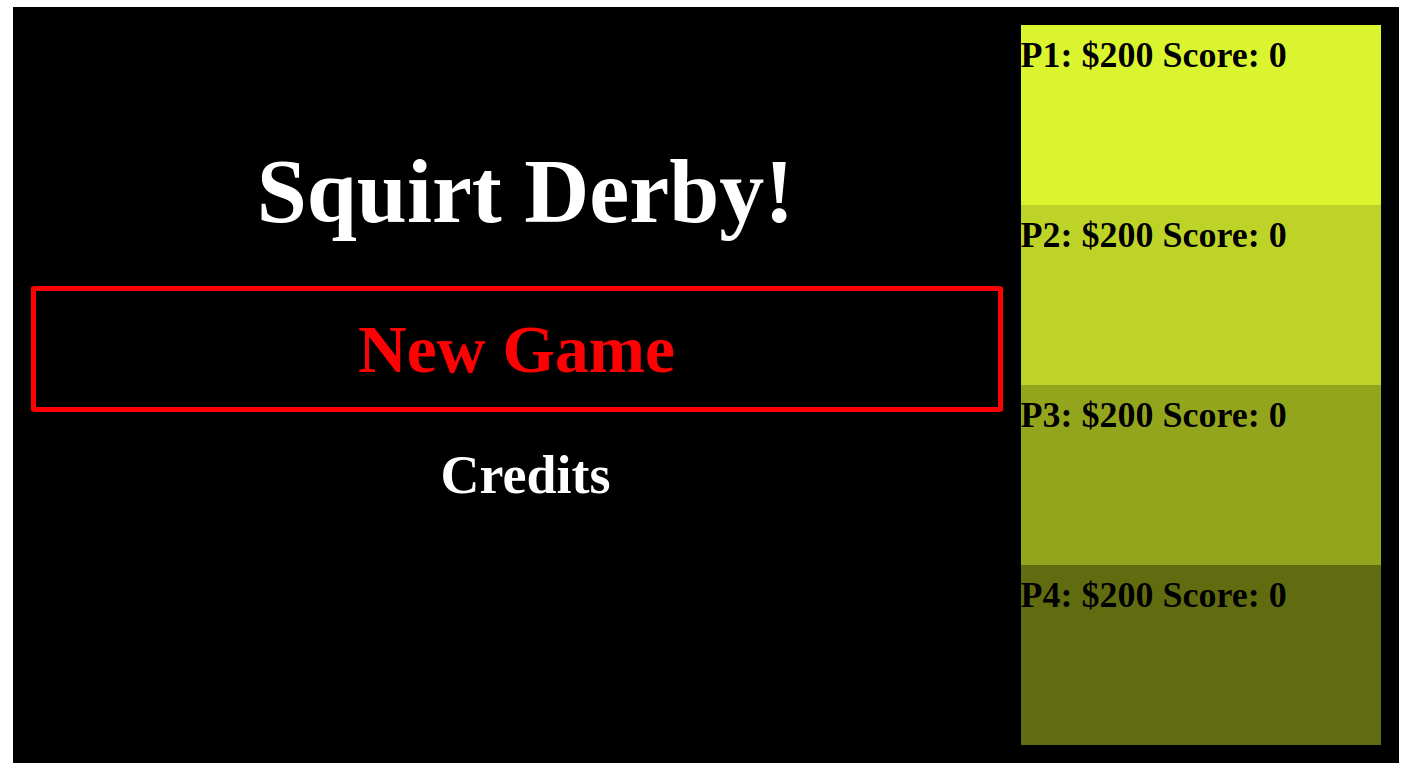 Squirt Derby!
New Game
Credits
P1: $200 Score: 0
P2: $200 Score: 0
P3: $200 Score: 0
P4: $200 Score: 0